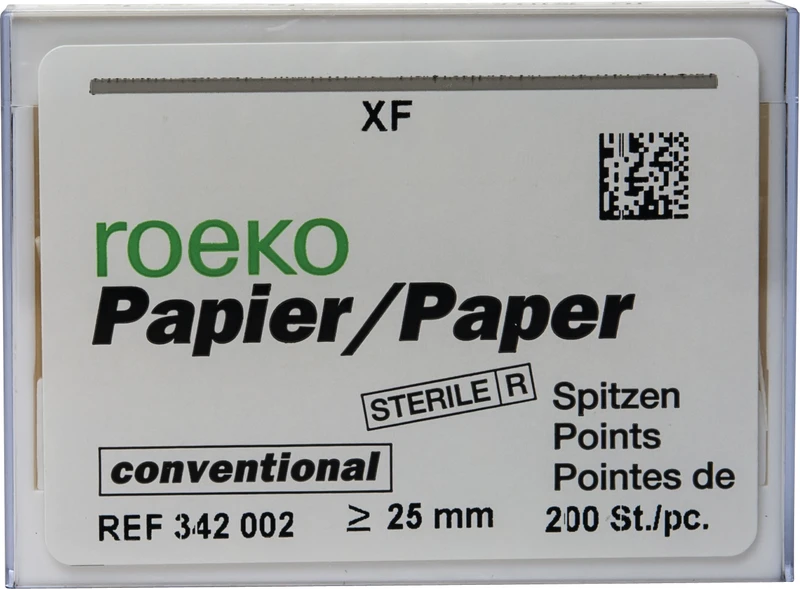 XF
roeko
Papier/Paper
STERILE R
Spitzen
Points
conventional
Pointes de
REF 342 002 ≥ 25 mm 200 St./pc.